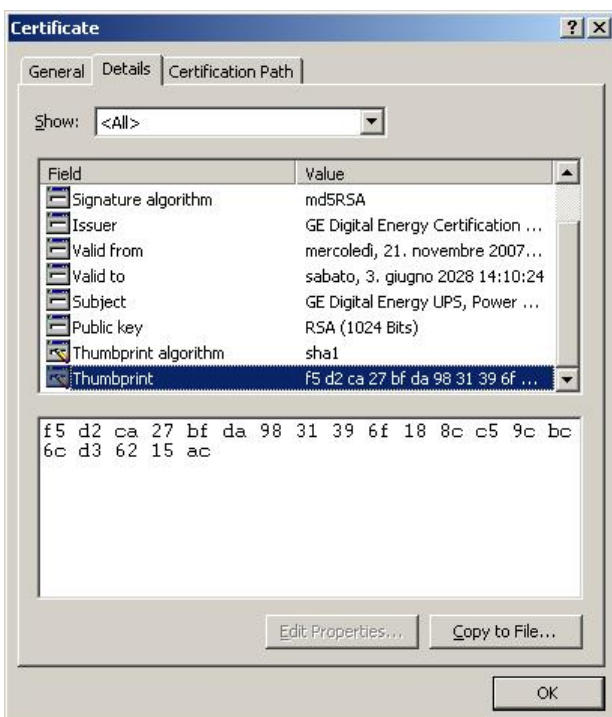 Certificate
General Details Certification Path
Show: <All>
Field Value
Signature algorithm md5RSA
Issuer GE Digital Energy Certification ...
Valid from mercoledì, 21. novembre 2007...
Valid to sabato, 3. giugno 2028 14:10:24
Subject GE Digital Energy UPS, Power ...
Public key RSA (1024 Bits)
Thumbprint algorithm sha1
Thumbprint f5 d2 ca 27 bf da 98 31 39 6f ...
f5 d2 ca 27 bf da 98 31 39 6f 18 8c c5 9c bc
6c d3 62 15 ac
Edit Properties... Copy to File...
OK